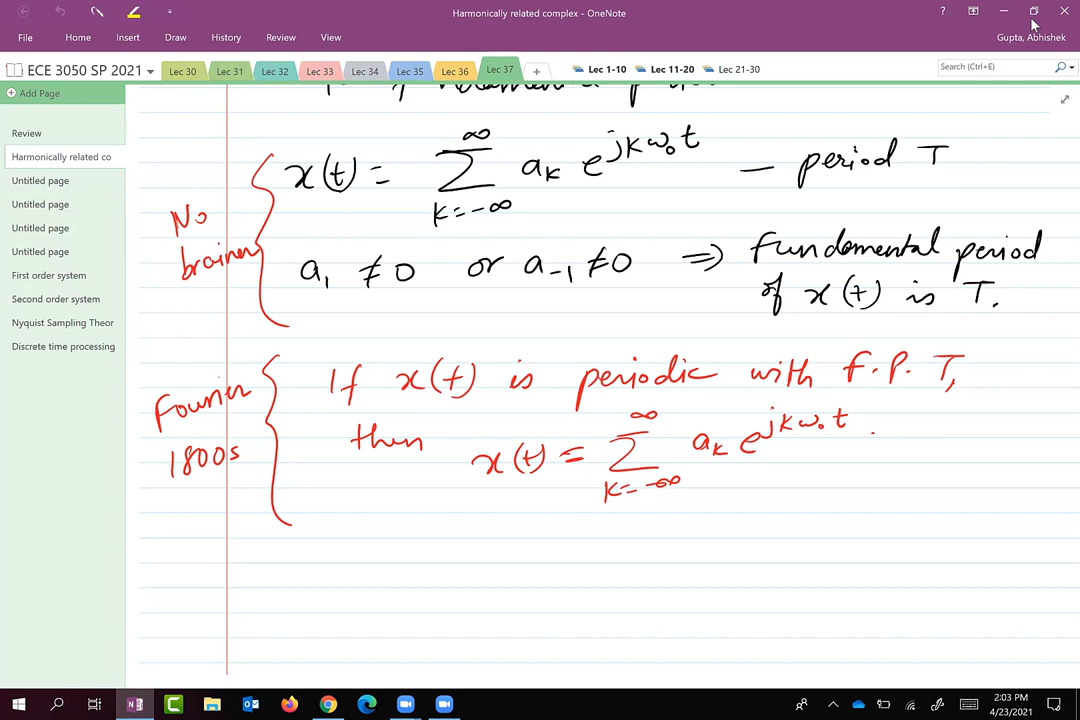 Harmonically related complex - OneNote
?
Gupta, Abhishek
File Home Insert Draw History Review View
ECE 3050 SP 2021
Lec 30 Lec 31 Lec 32 Lec 33 Lec 34 Lec 35 Lec 36 Lec 37 + Lec 1-10 Lec 11-20 Lec 21-30
Search (Ctrl+E)
Add Page
Review
Harmonically related co
Untitled page
Untitled page
Untitled page
Untitled page
First order system
Second order system
Nyquist Sampling Theor
Discrete time processing
x(t) = ∑_{k=-∞}^{∞} a_k e^{jkω₀t} — period T
No brainer
a₁ ≠ 0 or a₋₁ ≠ 0 ⇒ fundamental period
of x(t) is T.
Fourier
1800s
If x(t) is periodic with F.P. T,
then x(t) = ∑_{k=-∞}^{∞} a_k e^{jkω₀t}.
2:03 PM
4/23/2021